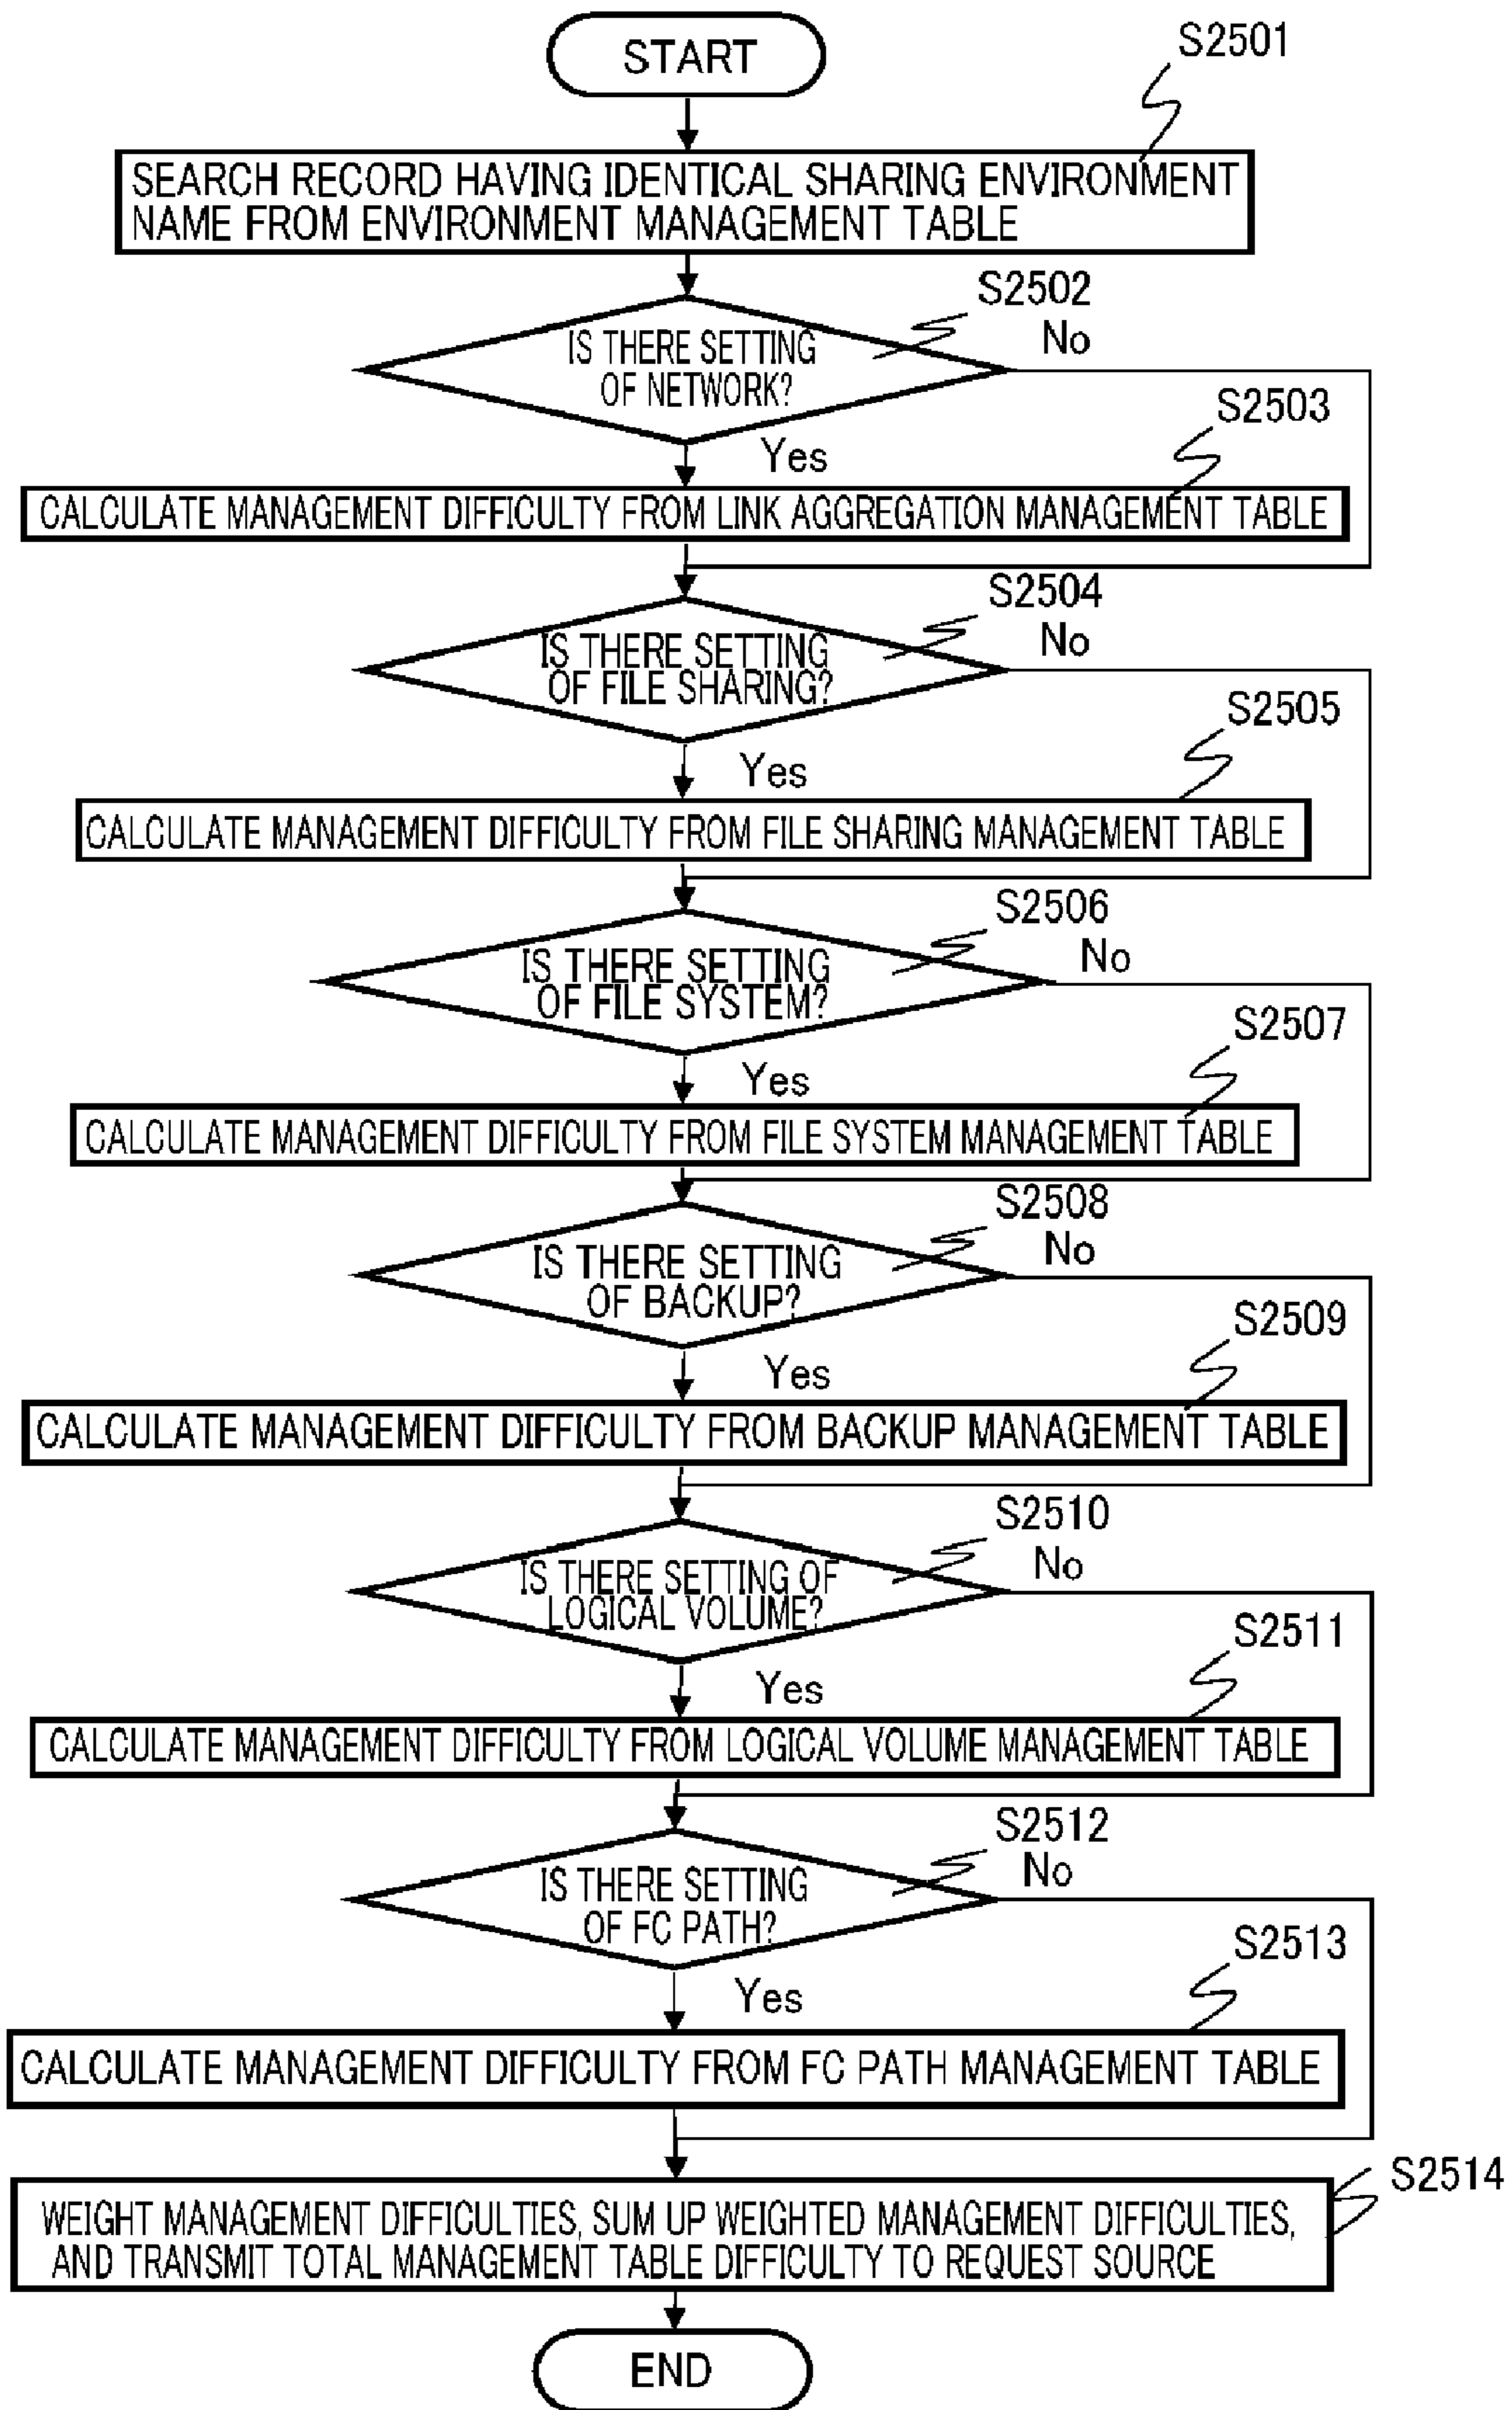 START
S2501
SEARCH RECORD HAVING IDENTICAL SHARING ENVIRONMENT
NAME FROM ENVIRONMENT MANAGEMENT TABLE
S2502
IS THERE SETTING
OF NETWORK?
No
Yes
S2503
CALCULATE MANAGEMENT DIFFICULTY FROM LINK AGGREGATION MANAGEMENT TABLE
S2504
IS THERE SETTING
OF FILE SHARING?
No
Yes
S2505
CALCULATE MANAGEMENT DIFFICULTY FROM FILE SHARING MANAGEMENT TABLE
S2506
IS THERE SETTING
OF FILE SYSTEM?
No
Yes
S2507
CALCULATE MANAGEMENT DIFFICULTY FROM FILE SYSTEM MANAGEMENT TABLE
S2508
IS THERE SETTING
OF BACKUP?
No
Yes
S2509
CALCULATE MANAGEMENT DIFFICULTY FROM BACKUP MANAGEMENT TABLE
S2510
IS THERE SETTING OF
LOGICAL VOLUME?
No
Yes
S2511
CALCULATE MANAGEMENT DIFFICULTY FROM LOGICAL VOLUME MANAGEMENT TABLE
S2512
IS THERE SETTING
OF FC PATH?
No
Yes
S2513
CALCULATE MANAGEMENT DIFFICULTY FROM FC PATH MANAGEMENT TABLE
S2514
WEIGHT MANAGEMENT DIFFICULTIES, SUM UP WEIGHTED MANAGEMENT DIFFICULTIES,
AND TRANSMIT TOTAL MANAGEMENT TABLE DIFFICULTY TO REQUEST SOURCE
END